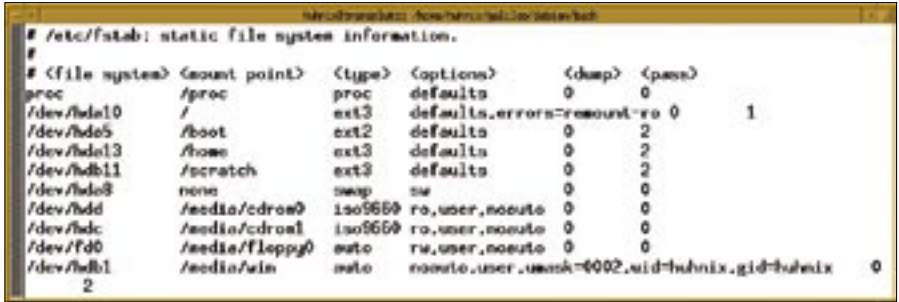 # /etc/fstab: static file system information.
#
# <file system> <mount point> <type> <options> <dump> <pass>
proc /proc proc defaults 0 0
/dev/hda10 / ext3 defaults,errors=remount-ro 0 1
/dev/hda5 /boot ext2 defaults 0 2
/dev/hda13 /home ext3 defaults 0 2
/dev/hdb11 /scratch ext3 defaults 0 2
/dev/hda8 none swap sw 0 0
/dev/hdd /media/cdrom0 iso9660 ro,user,noauto 0 0
/dev/hdc /media/cdrom1 iso9660 ro,user,noauto 0 0
/dev/fd0 /media/floppy0 auto rw,user,noauto 0 0
/dev/hdb1 /media/win auto noauto,user,umask=0002,uid=huhnix,gid=huhnix 0
2